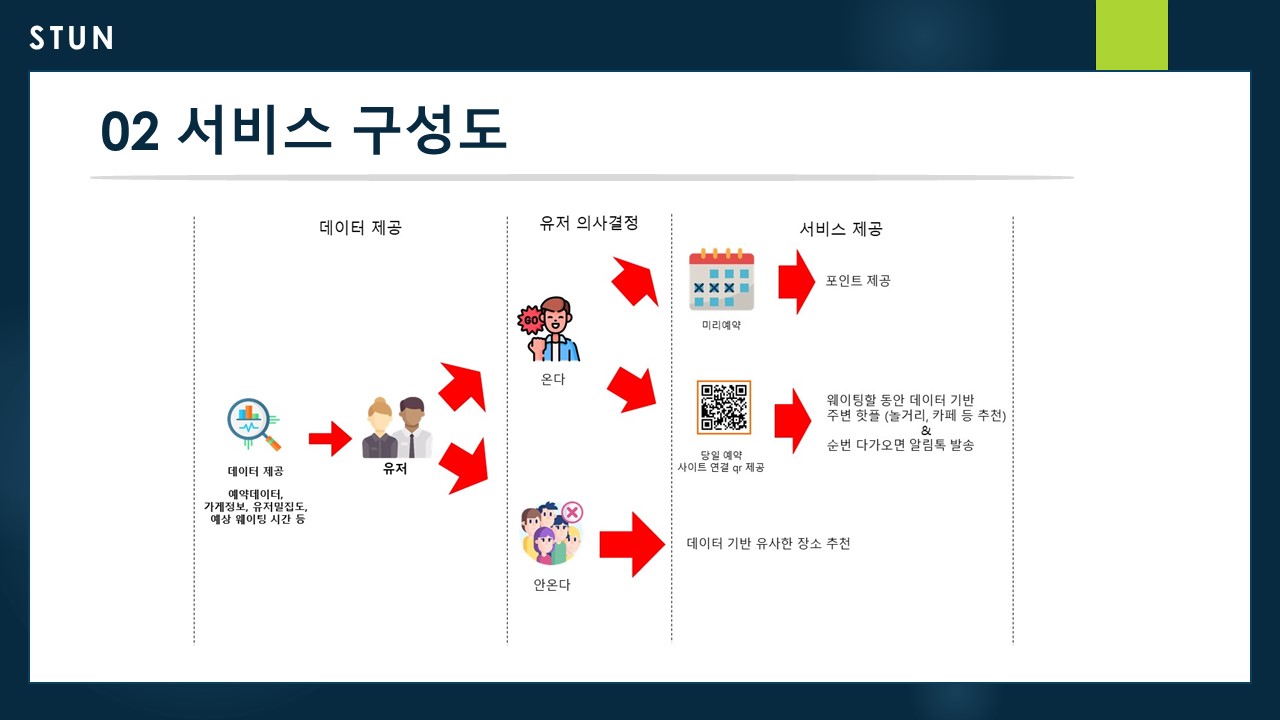 STUN
02 서비스 구성도
데이터 제공
유저 의사결정
서비스 제공
GO
온다
미리예약
포인트 제공
데이터 제공
예약데이터,
가게정보, 유저밀집도,
예상 웨이팅 시간 등
유저
당일 예약
사이트 연결 qr 제공
웨이팅할 동안 데이터 기반
주변 핫플 (놀거리, 카페 등 추천)
&
순번 다가오면 알림톡 발송
안온다
데이터 기반 유사한 장소 추천